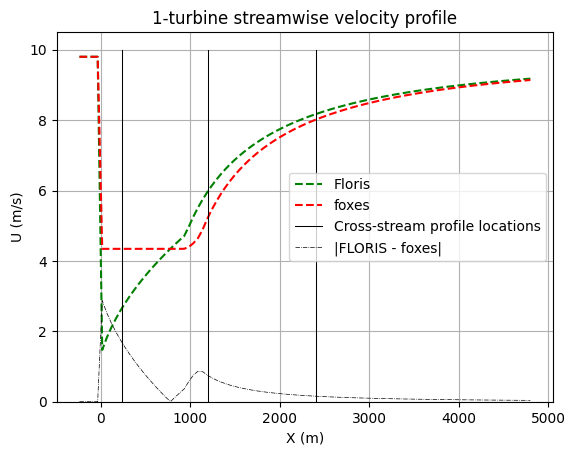 1-turbine streamwise velocity profile
U (m/s)
10
8
6
4
2
0
Floris
foxes
Cross-stream profile locations
|FLORIS - foxes|
0 1000 2000 3000 4000 5000
X (m)